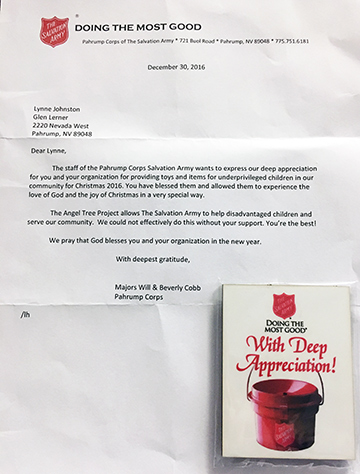 THE
SALVATION
ARMY
®
DOING THE MOST GOOD
Pahrump Corps of The Salvation Army * 721 Buol Road * Pahrump, NV 89048 * 775.751.6181
December 30, 2016
Lynne Johnston
Glen Lerner
2220 Nevada West
Pahrump, NV 89048
Dear Lynne,
The staff of the Pahrump Corps Salvation Army wants to express our deep appreciation
for you and your organization for providing toys and items for underprivileged children in our
community for Christmas 2016. You have blessed them and allowed them to experience the
love of God and the joy of Christmas in a very special way.
The Angel Tree Project allows The Salvation Army to help disadvantaged children and
serve our community. We could not effectively do this without your support. You're the best!
We pray that God blesses you and your organization in the new year.
With deepest gratitude,
Majors Will & Beverly Cobb
Pahrump Corps
/lh
DOING THE
MOST GOOD®
With Deep
Appreciation!